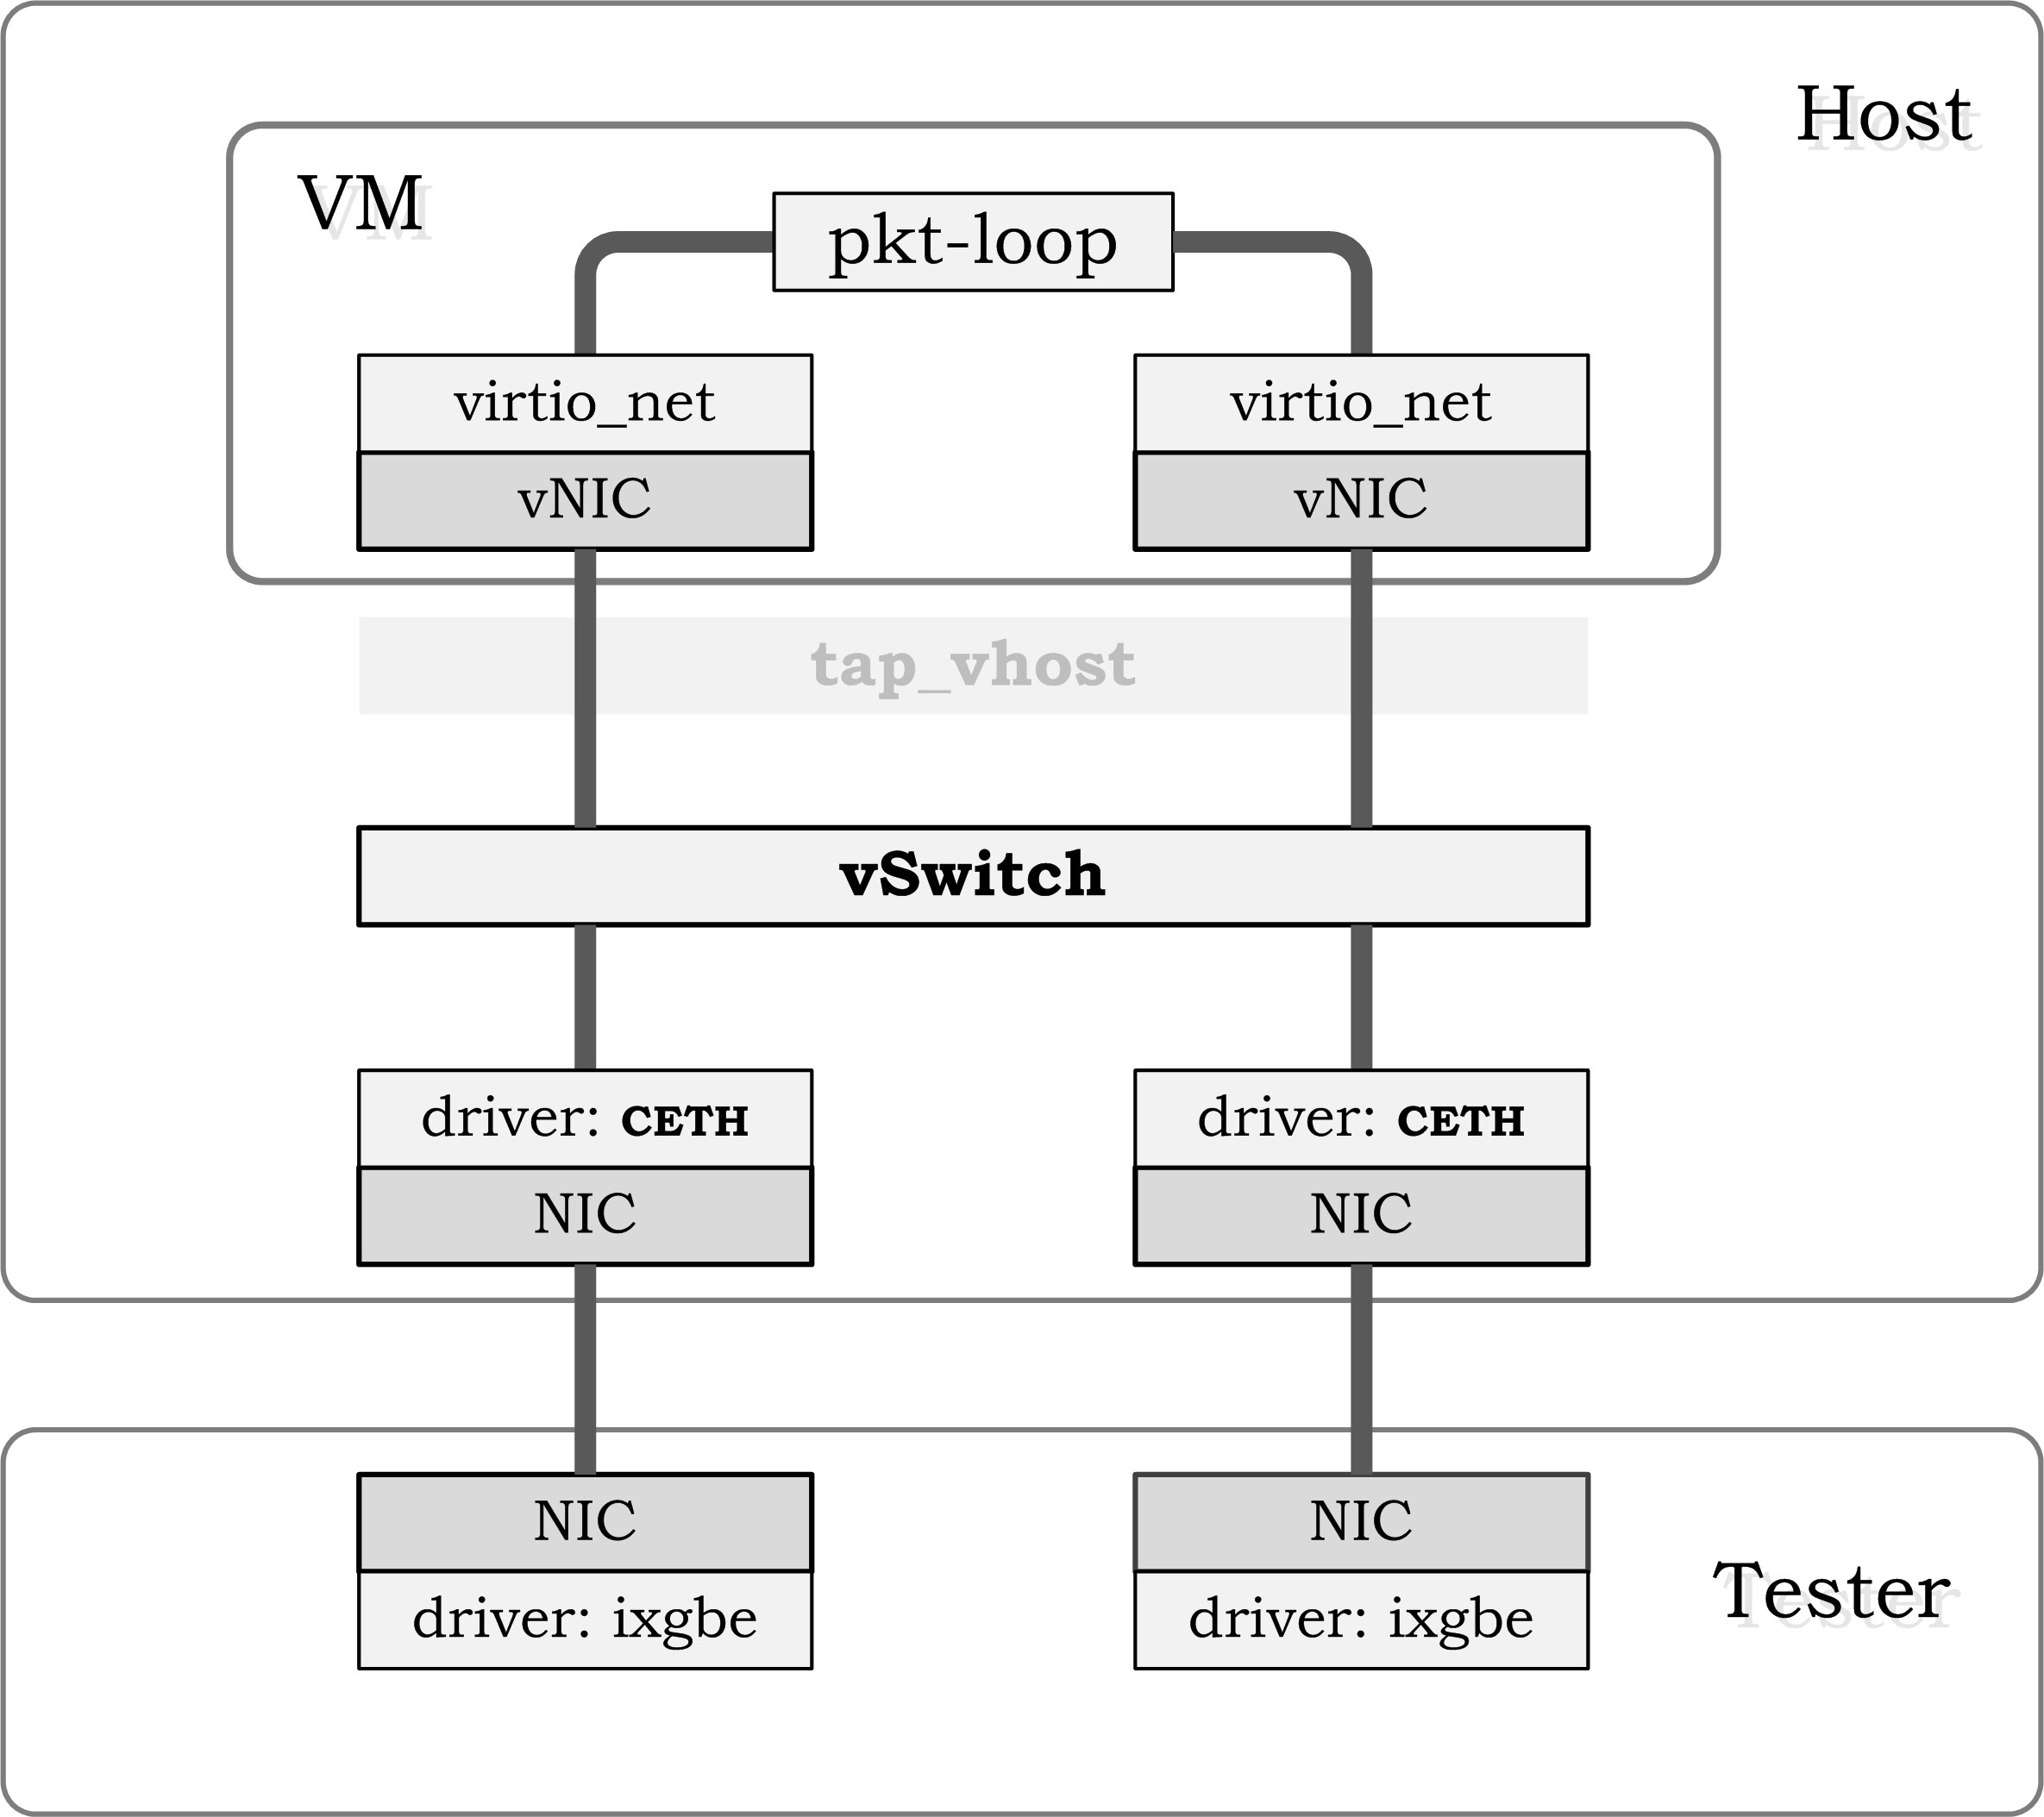 Host
VM
pkt-loop
virtio_net
virtio_net
vNIC
vNIC
tap_vhost
vSwitch
driver: CETH
driver: CETH
NIC
NIC
NIC
NIC
driver: ixgbe
driver: ixgbe
Tester